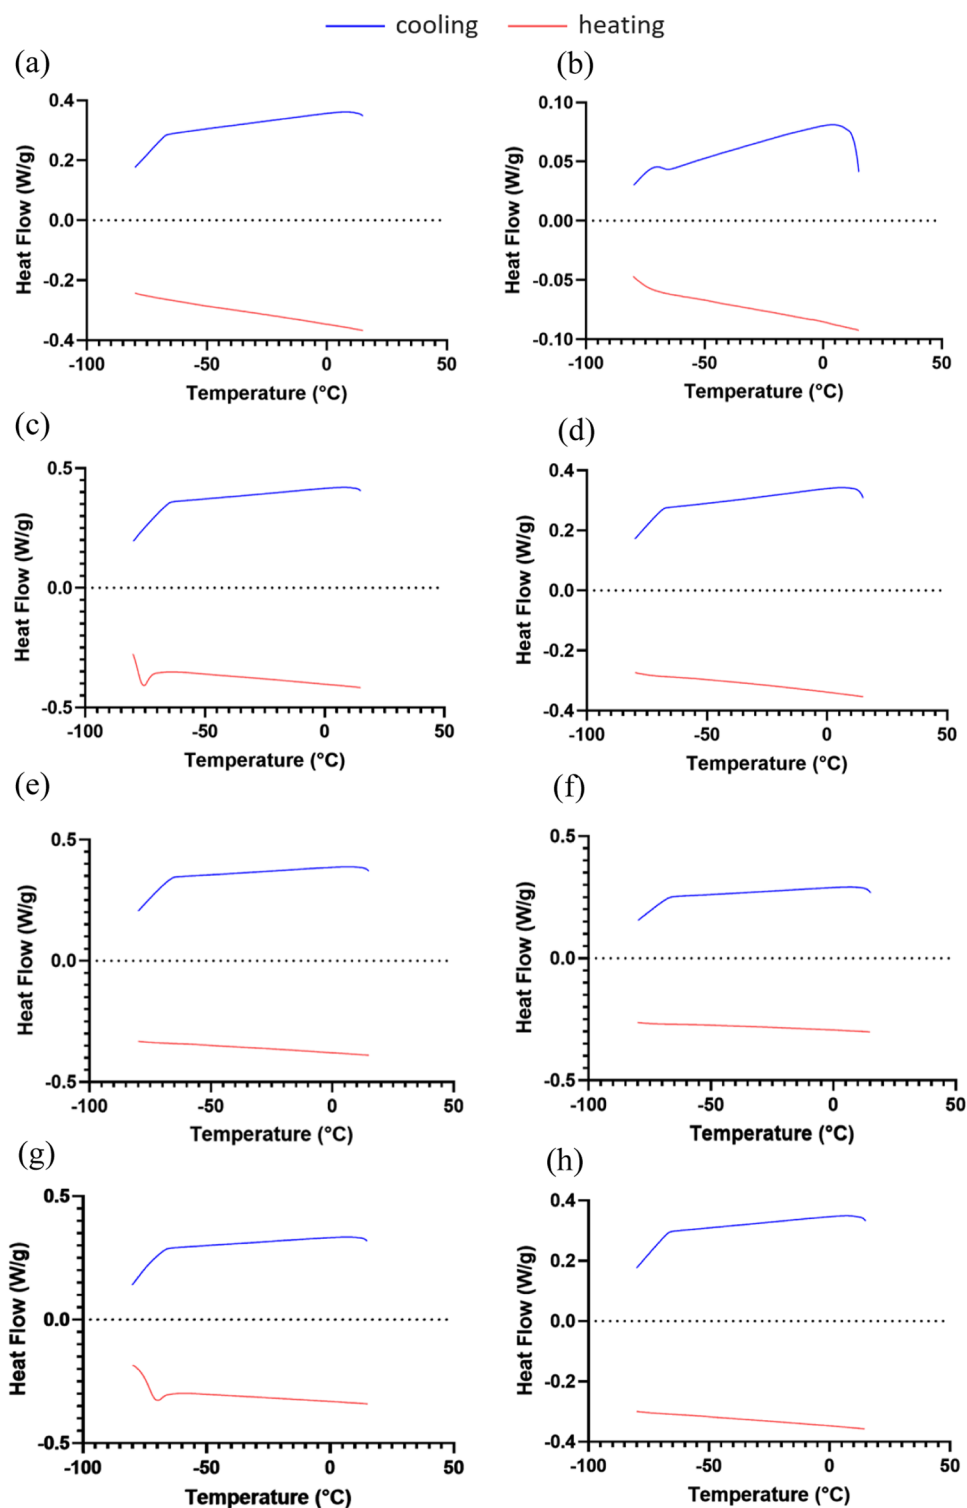 cooling heating
(a)
0.4
0.2
0.0
-0.2
-0.4
-100 -50 0 50
Heat Flow (W/g)
Temperature (°C)
(b)
0.10
0.05
0.00
-0.05
-0.10
-100 -50 0 50
Heat Flow (W/g)
Temperature (°C)
(c)
0.5
0.0
-0.5
-100 -50 0 50
Heat Flow (W/g)
Temperature (°C)
(d)
0.4
0.2
0.0
-0.2
-0.4
-100 -50 0 50
Heat Flow (W/g)
Temperature (°C)
(e)
0.5
0.0
-0.5
-100 -50 0 50
Heat Flow (W/g)
Temperature (°C)
(f)
0.5
0.0
-0.5
-100 -50 0 50
Heat Flow (W/g)
Temperature (°C)
(g)
0.5
0.0
-0.5
-100 -50 0 50
Heat Flow (W/g)
Temperature (°C)
(h)
0.4
0.2
0.0
-0.2
-0.4
-100 -50 0 50
Heat Flow (W/g)
Temperature (°C)